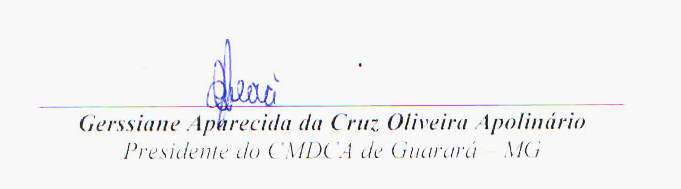 Gerssiane Aparecida da Cruz Oliveira Apolinário
Presidente do CMDCA de Guarará – MG